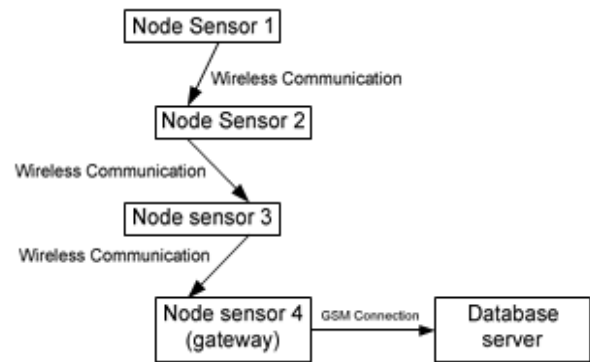 Node Sensor 1
Wireless Communication
Node Sensor 2
Wireless Communication
Node sensor 3
Wireless Communication
Node sensor 4
(gateway)
GSM Connection
Database
server